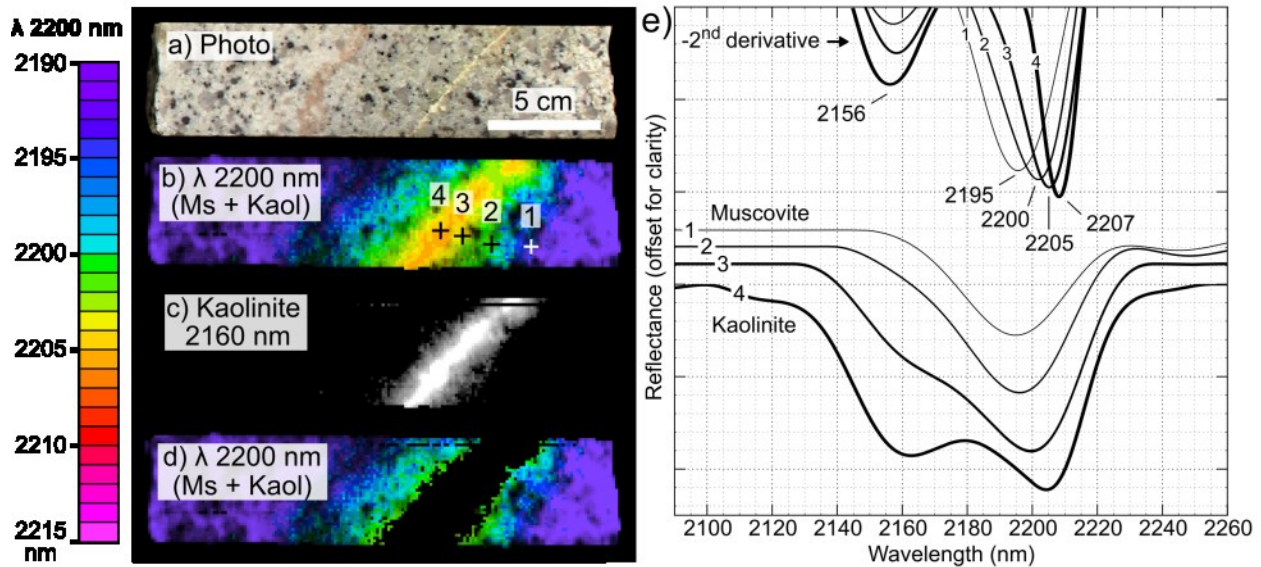 λ 2200 nm
2190
2195
2200
2205
2210
2215
nm
a) Photo
5 cm
b) λ 2200 nm
(Ms + Kaol)
4
3
2
1
c) Kaolinite
2160 nm
d) λ 2200 nm
(Ms + Kaol)
e)
-2nd derivative
1
2
3
4
2156
2195
2200
2205
2207
1
Muscovite
2
3
4
Kaolinite
Reflectance (offset for clarity)
2100 2120 2140 2160 2180 2200 2220 2240 2260
Wavelength (nm)